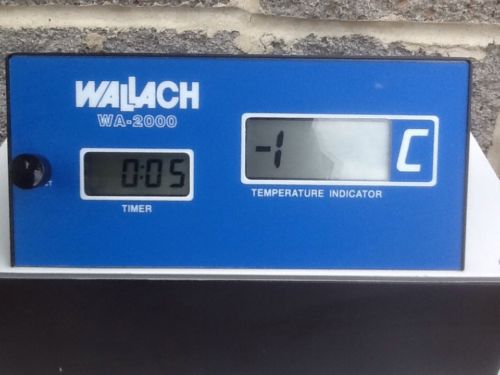 WALLACH
WA-2000
0:05
TIMER
-1
C
TEMPERATURE INDICATOR